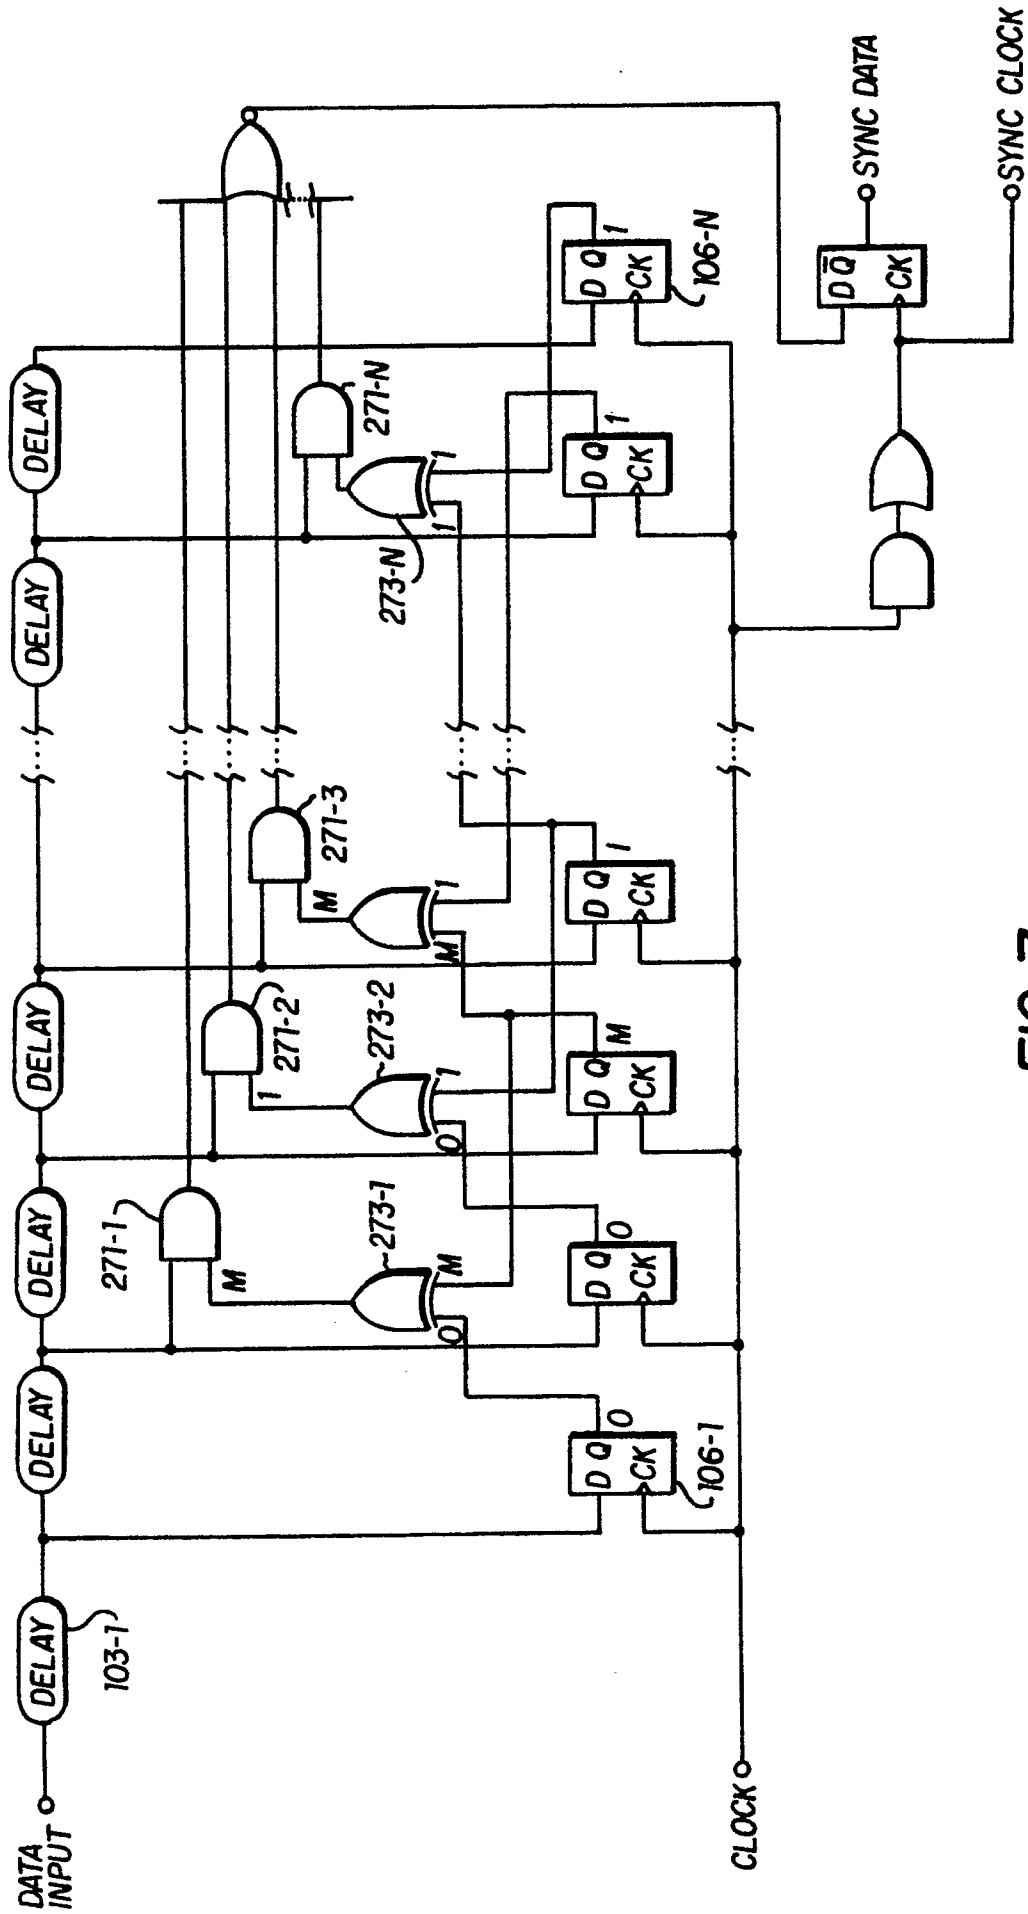 DATA
INPUT
DELAY
DELAY
DELAY
DELAY
DELAY
DELAY
103-1
271-1
M
1
271-2
M
271-3
273-1
273-2
271-N
273-N
0 M
0 1
M 1
1 1
D Q
CK
0
D Q
CK
0
D Q
CK
M
D Q
CK
1
D Q
CK
1
D Q
CK
1
106-1
106-N
CLOCK
D Q̅
CK
SYNC DATA
SYNC CLOCK
FIG. 7